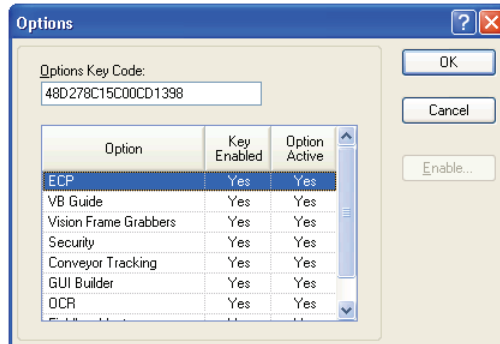 Options
Options Key Code:
OK
48D278C15C00CD1398
Cancel
Option Key Enabled Option Active
Enable...
ECP Yes Yes
VB Guide Yes Yes
Vision Frame Grabbers Yes Yes
Security Yes Yes
Conveyor Tracking Yes Yes
GUI Builder Yes Yes
OCR Yes Yes